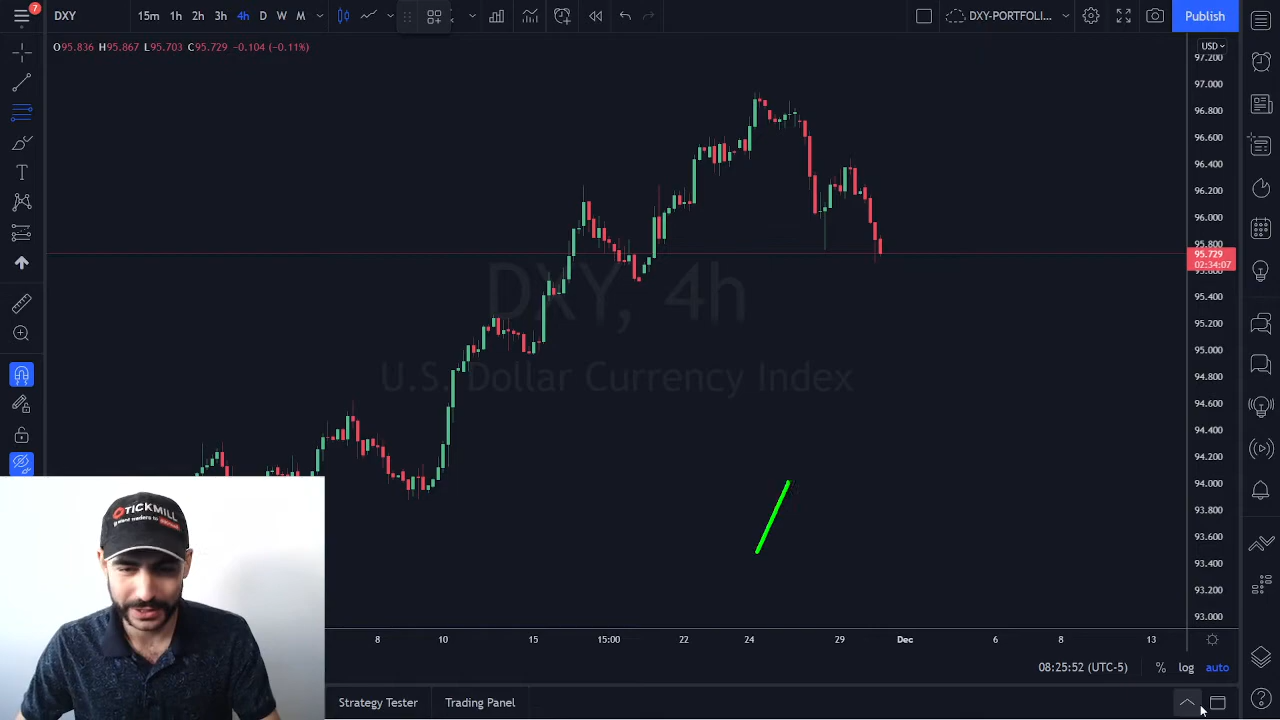 7
DXY
15m 1h 2h 3h 4h D W M
DXY-PORTFOLI...
Publish
O95.836 H95.867 L95.703 C95.729 −0.104 (−0.11%)
USD
97.200
97.000
96.800
96.600
96.400
96.200
96.000
95.800
95.729
02:34:07
95.600
95.400
95.200
95.000
94.800
94.600
94.400
94.200
94.000
93.800
93.600
93.400
93.200
93.000
DXY, 4h
U.S. Dollar Currency Index
TICKMILL
8 10 15 15:00 22 24 29 Dec 6 8 13
08:25:52 (UTC-5) % log auto
Strategy Tester Trading Panel